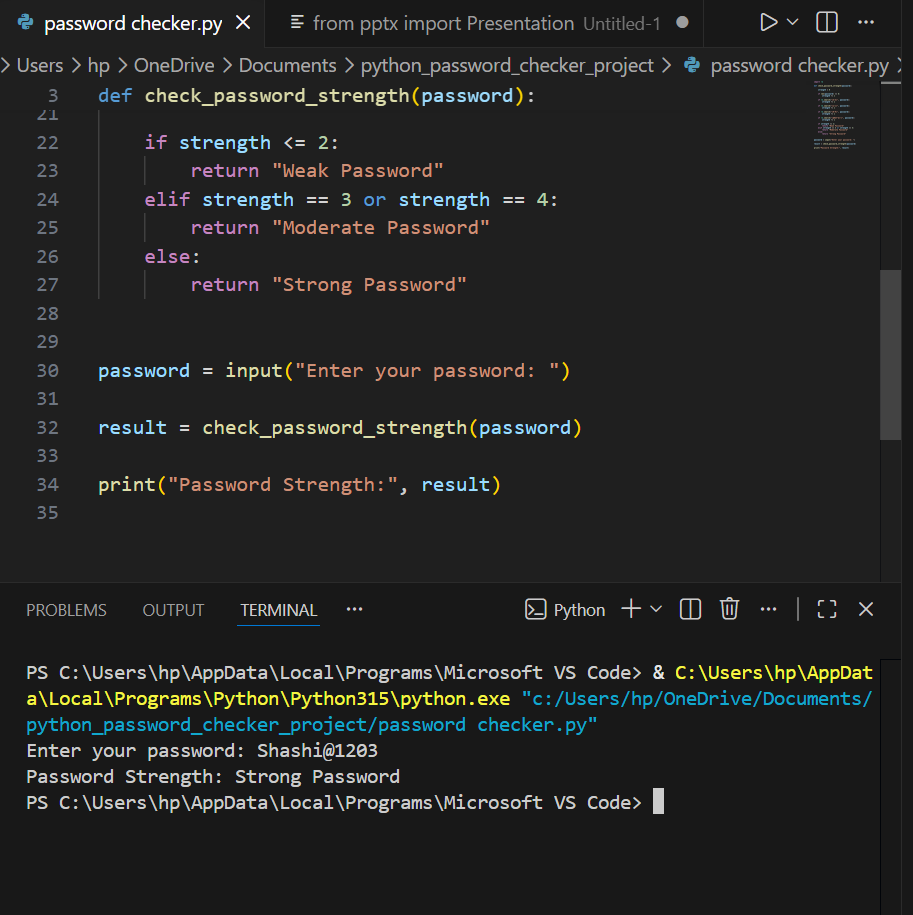 password checker.py
from pptx import Presentation Untitled-1
Users > hp > OneDrive > Documents > python_password_checker_project > password checker.py
3 def check_password_strength(password):
21
22 if strength <= 2:
23 return "Weak Password"
24 elif strength == 3 or strength == 4:
25 return "Moderate Password"
26 else:
27 return "Strong Password"
28
29
30 password = input("Enter your password: ")
31
32 result = check_password_strength(password)
33
34 print("Password Strength:", result)
35
PROBLEMS OUTPUT TERMINAL ··· Python
PS C:\Users\hp\AppData\Local\Programs\Microsoft VS Code> & C:\Users\hp\AppDat
a\Local\Programs\Python\Python315\python.exe "c:/Users/hp/OneDrive/Documents/
python_password_checker_project/password checker.py"
Enter your password: Shashi@1203
Password Strength: Strong Password
PS C:\Users\hp\AppData\Local\Programs\Microsoft VS Code>